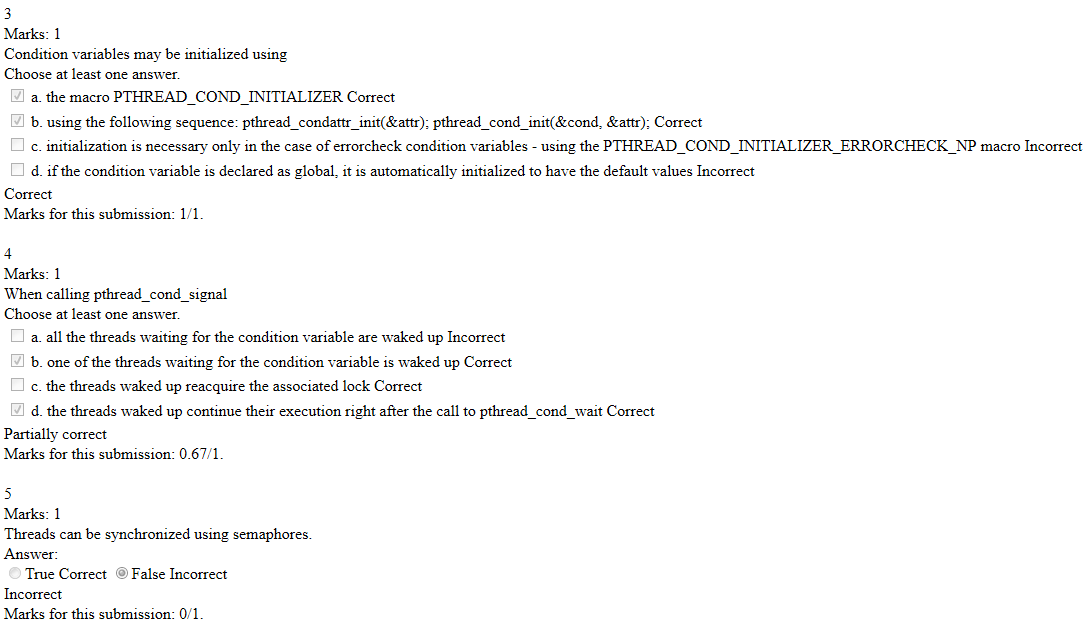 3
Marks: 1
Condition variables may be initialized using
Choose at least one answer.
a. the macro PTHREAD_COND_INITIALIZER Correct
b. using the following sequence: pthread_condattr_init(&attr); pthread_cond_init(&cond, &attr); Correct
c. initialization is necessary only in the case of errorcheck condition variables - using the PTHREAD_COND_INITIALIZER_ERRORCHECK_NP macro Incorrect
d. if the condition variable is declared as global, it is automatically initialized to have the default values Incorrect
Correct
Marks for this submission: 1/1.
4
Marks: 1
When calling pthread_cond_signal
Choose at least one answer.
a. all the threads waiting for the condition variable are waked up Incorrect
b. one of the threads waiting for the condition variable is waked up Correct
c. the threads waked up reacquire the associated lock Correct
d. the threads waked up continue their execution right after the call to pthread_cond_wait Correct
Partially correct
Marks for this submission: 0.67/1.
5
Marks: 1
Threads can be synchronized using semaphores.
Answer:
True Correct False Incorrect
Incorrect
Marks for this submission: 0/1.